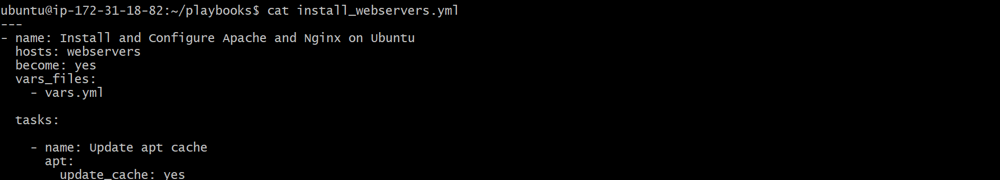 ubuntu@ip-172-31-18-82:~/playbooks$ cat install_webservers.yml
---
- name: Install and Configure Apache and Nginx on Ubuntu
  hosts: webservers
  become: yes
  vars_files:
    - vars.yml

  tasks:

    - name: Update apt cache
      apt:
        update_cache: yes